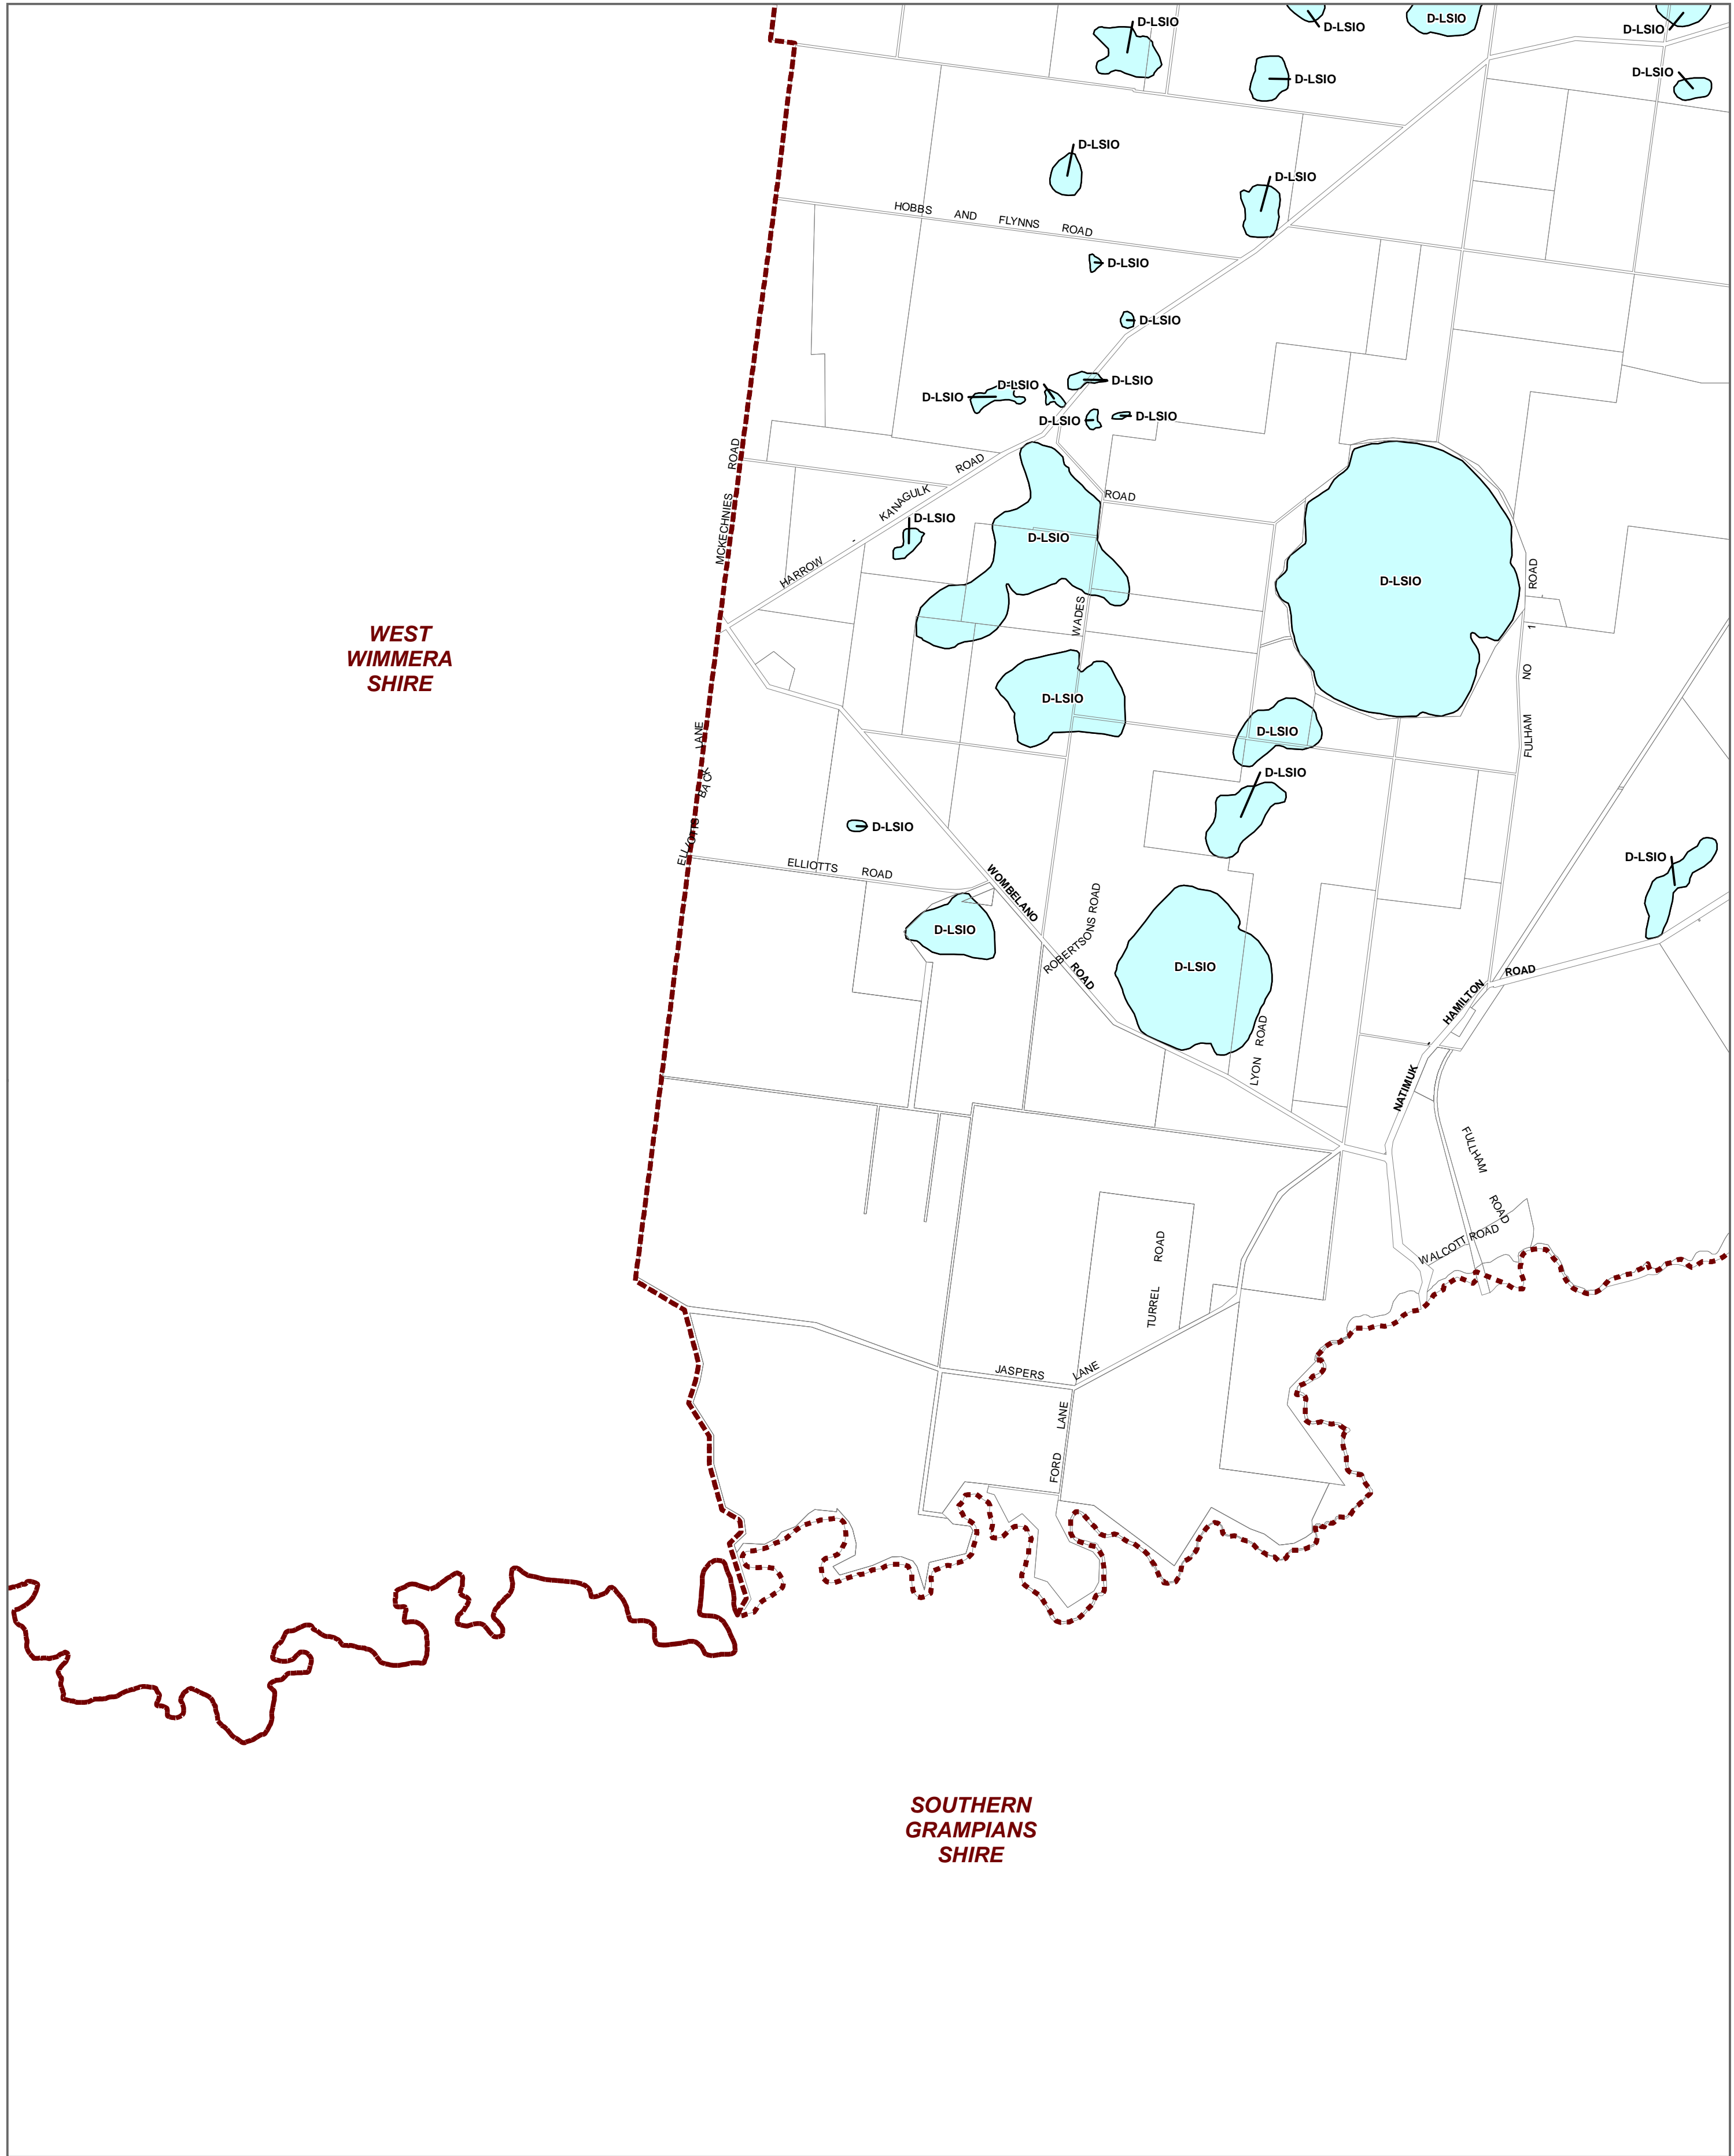 D-LSIO
D-LSIO
D-LSIO
D-LSIO
D-LSIO
D-LSIO
D-LSIO
D-LSIO
HOBBS AND FLYNNS ROAD
D-LSIO
D-LSIO
D-LSIO
D-LSIO
D-LSIO
D-LSIO
D-LSIO
D-LSIO
MCKECHNIES ROAD
HARROW - KANAGULK ROAD
ROAD
D-LSIO
D-LSIO
D-LSIO
WADES
FULHAM NO 1 ROAD
WEST
WIMMERA
SHIRE
D-LSIO
D-LSIO
D-LSIO
ELLIOTTS BACK LANE
D-LSIO
ELLIOTTS ROAD
D-LSIO
WOMBELANO ROAD
ROBERTSONS ROAD
D-LSIO
D-LSIO
LYON ROAD
NATIMUK - HAMILTON ROAD
FULLHAM ROAD
WALCOTT ROAD
TURREL ROAD
JASPERS LANE
FORD LANE
SOUTHERN
GRAMPIANS
SHIRE